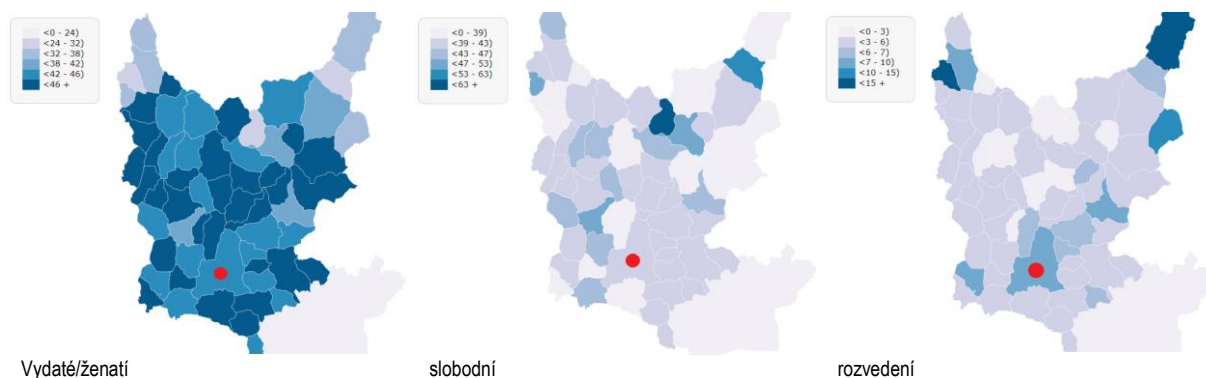 <0 - 24)
<24 - 32)
<32 - 38)
<38 - 42)
<42 - 46)
<46 +
<0 - 39)
<39 - 43)
<43 - 47)
<47 - 53)
<53 - 63)
<63 +
<0 - 3)
<3 - 6)
<6 - 7)
<7 - 10)
<10 - 15)
<15 +
Vydaté/ženatí
slobodní
rozvedení